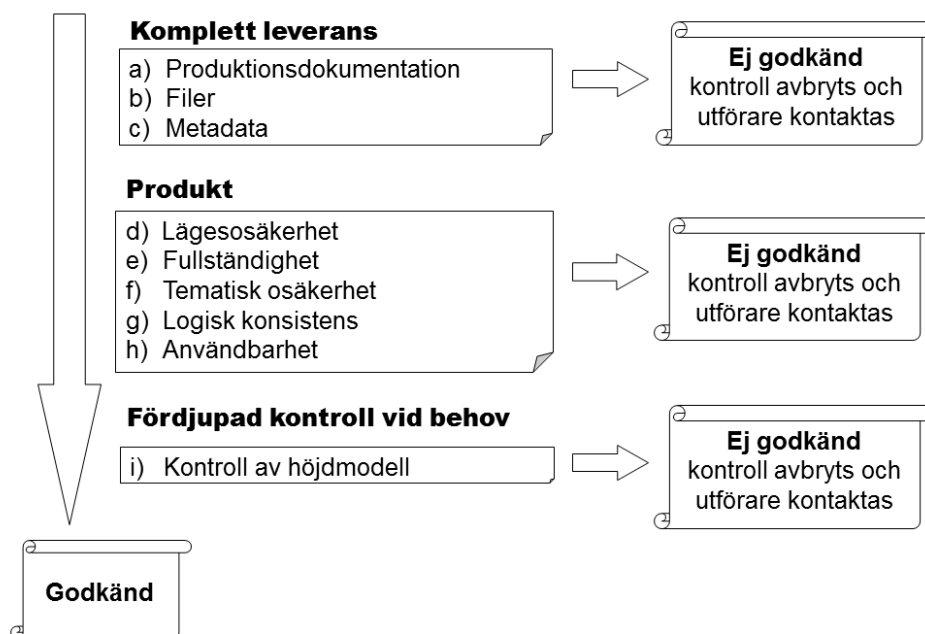 Komplett leverans
a) Produktionsdokumentation
b) Filer
c) Metadata
Ej godkänd
kontroll avbryts och
utförare kontaktas
Produkt
d) Lägesosäkerhet
e) Fullständighet
f) Tematisk osäkerhet
g) Logisk konsistens
h) Användbarhet
Ej godkänd
kontroll avbryts och
utförare kontaktas
Fördjupad kontroll vid behov
i) Kontroll av höjdmodell
Ej godkänd
kontroll avbryts och
utförare kontaktas
Godkänd